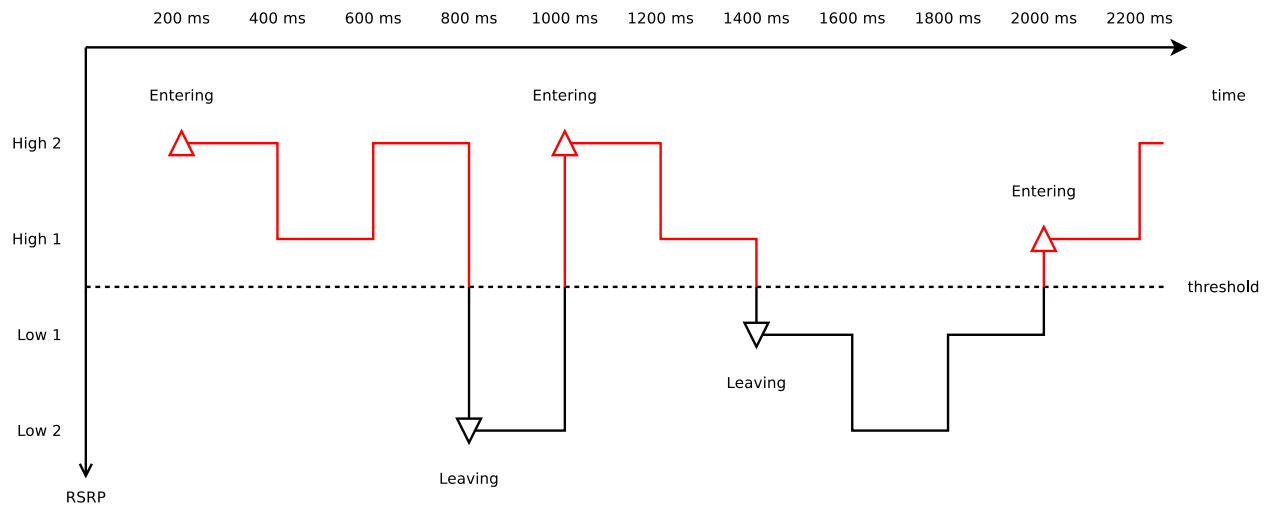 200 ms 400 ms 600 ms 800 ms 1000 ms 1200 ms 1400 ms 1600 ms 1800 ms 2000 ms 2200 ms
Entering Entering time
High 2
Entering
High 1
threshold
Low 1
Leaving
Low 2
Leaving
RSRP